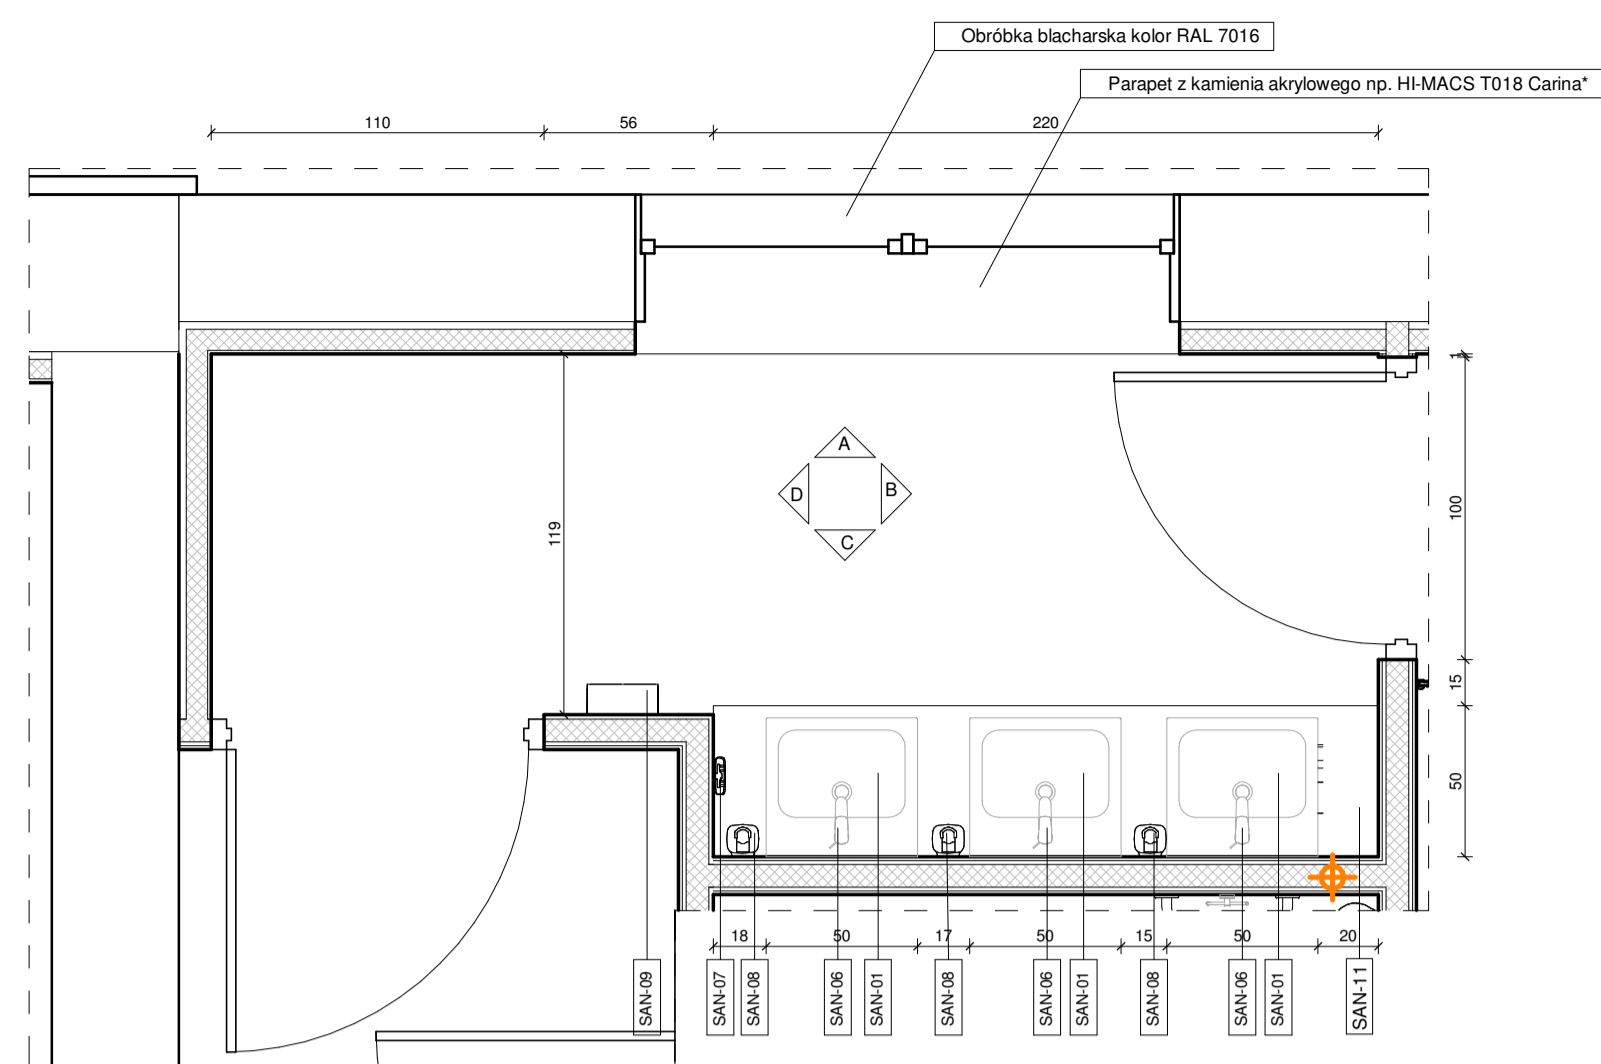 Obróbka blacharska kolor RAL 7016
Parapet z kamienia akrylowego np. HI-MACS T018 Carina*
110
56
220
1
A
D
B
C
119
100
15
50
18
50
17
50
15
50
20
SAN-09
SAN-07
SAN-08
SAN-06
SAN-01
SAN-08
SAN-06
SAN-01
SAN-08
SAN-06
SAN-01
SAN-11